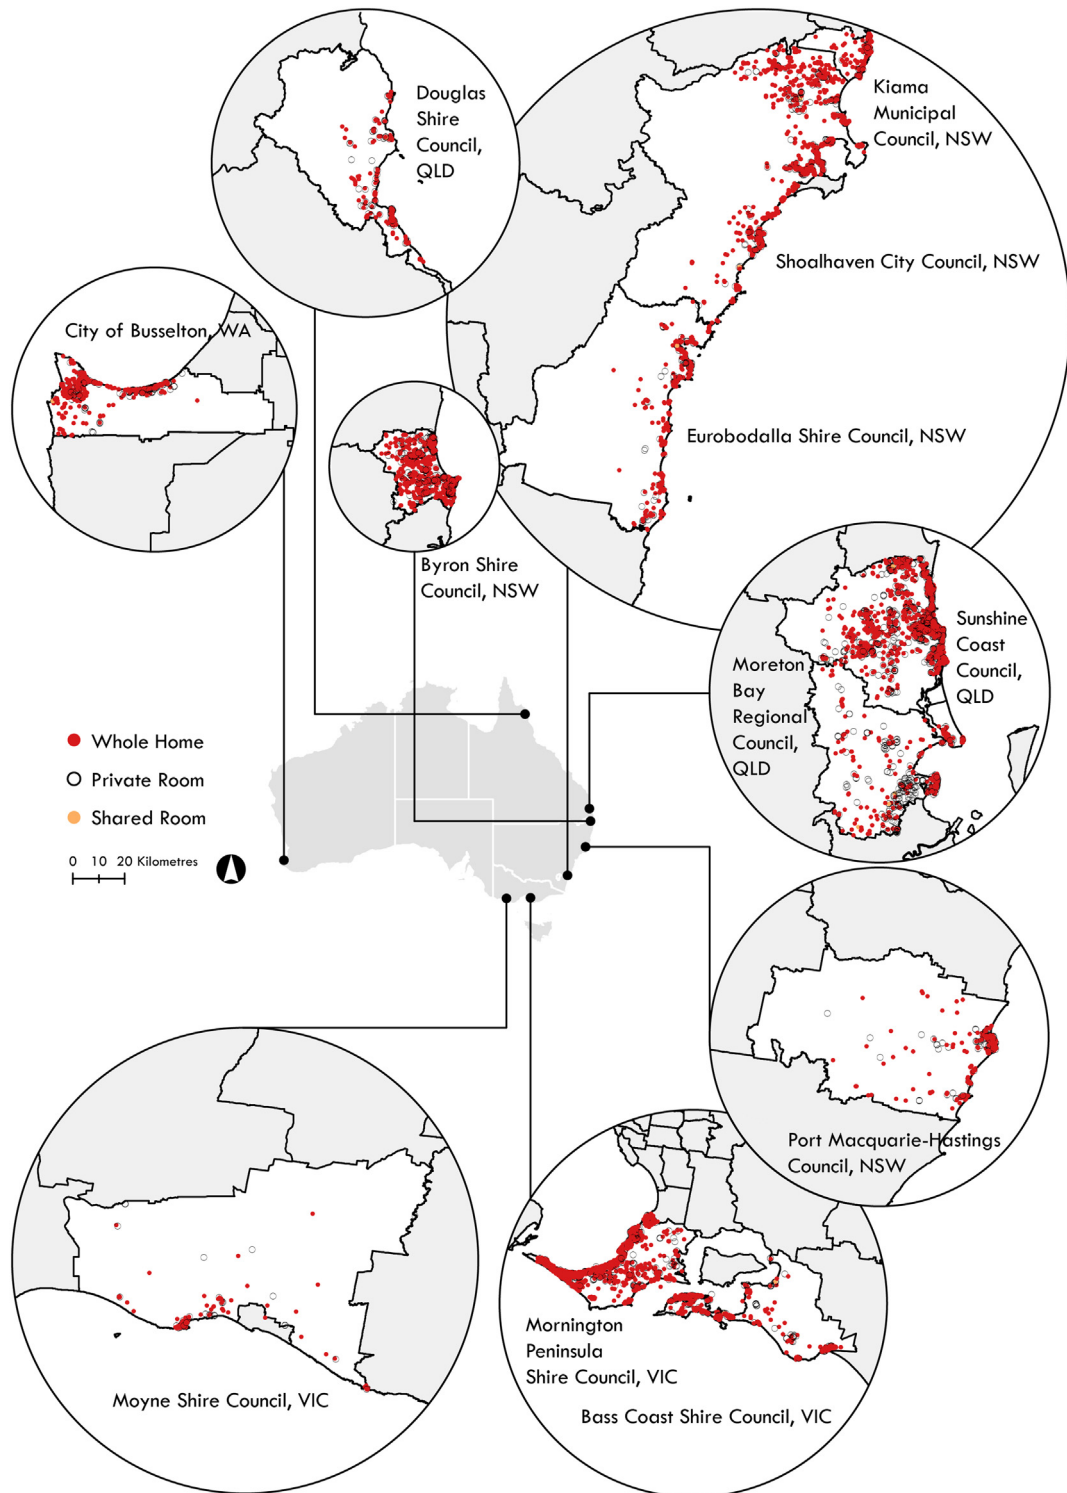 Douglas
Shire
Council,
QLD
Kiama
Municipal
Council, NSW
Shoalhaven City Council, NSW
City of Busselton, WA
Eurobodalla Shire Council, NSW
Byron Shire
Council, NSW
Sunshine
Coast
Council,
QLD
Moreton
Bay
Regional
Council,
QLD
Whole Home
Private Room
Shared Room
0 10 20 Kilometres
Port Macquarie-Hastings
Council, NSW
Mornington
Peninsula
Shire Council, VIC
Moyne Shire Council, VIC
Bass Coast Shire Council, VIC